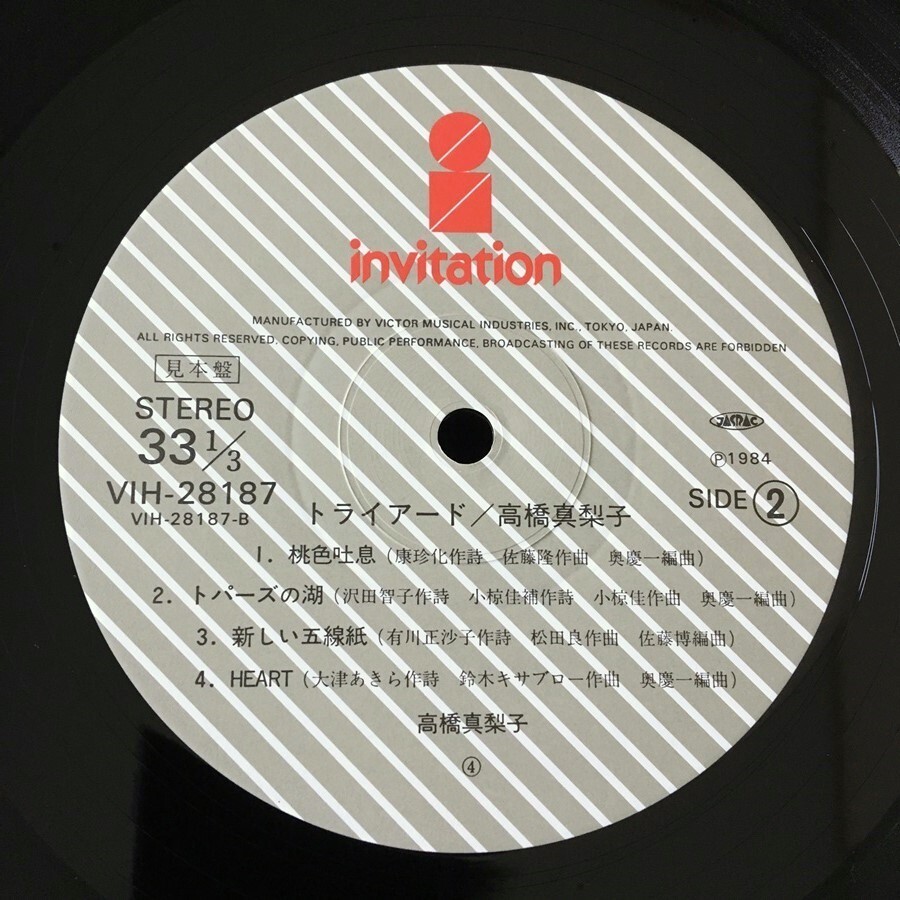 invitation
MANUFACTURED BY VICTOR MUSICAL INDUSTRIES, INC., TOKYO, JAPAN.
ALL RIGHTS RESERVED, COPYING, PUBLIC PERFORMANCE, BROADCASTING OF THESE RECORDS ARE FORBIDDEN
見本盤
STEREO
33 1/3
JASRAC
Ⓟ1984
VIH-28187
VIH-28187-B
SIDE ②
トライアード／高橋真梨子
1. 桃色吐息（康珍化作詩 佐藤隆作曲 奥慶一編曲）
2. トパーズの湖（沢田智子作詩 小椋佳補作詩 小椋佳作曲 奥慶一編曲）
3. 新しい五線紙（有川正沙子作詩 松田良作曲 佐藤博編曲）
4. HEART（大津あきら作詩 鈴木キサブロー作曲 奥慶一編曲）
高橋真梨子
④